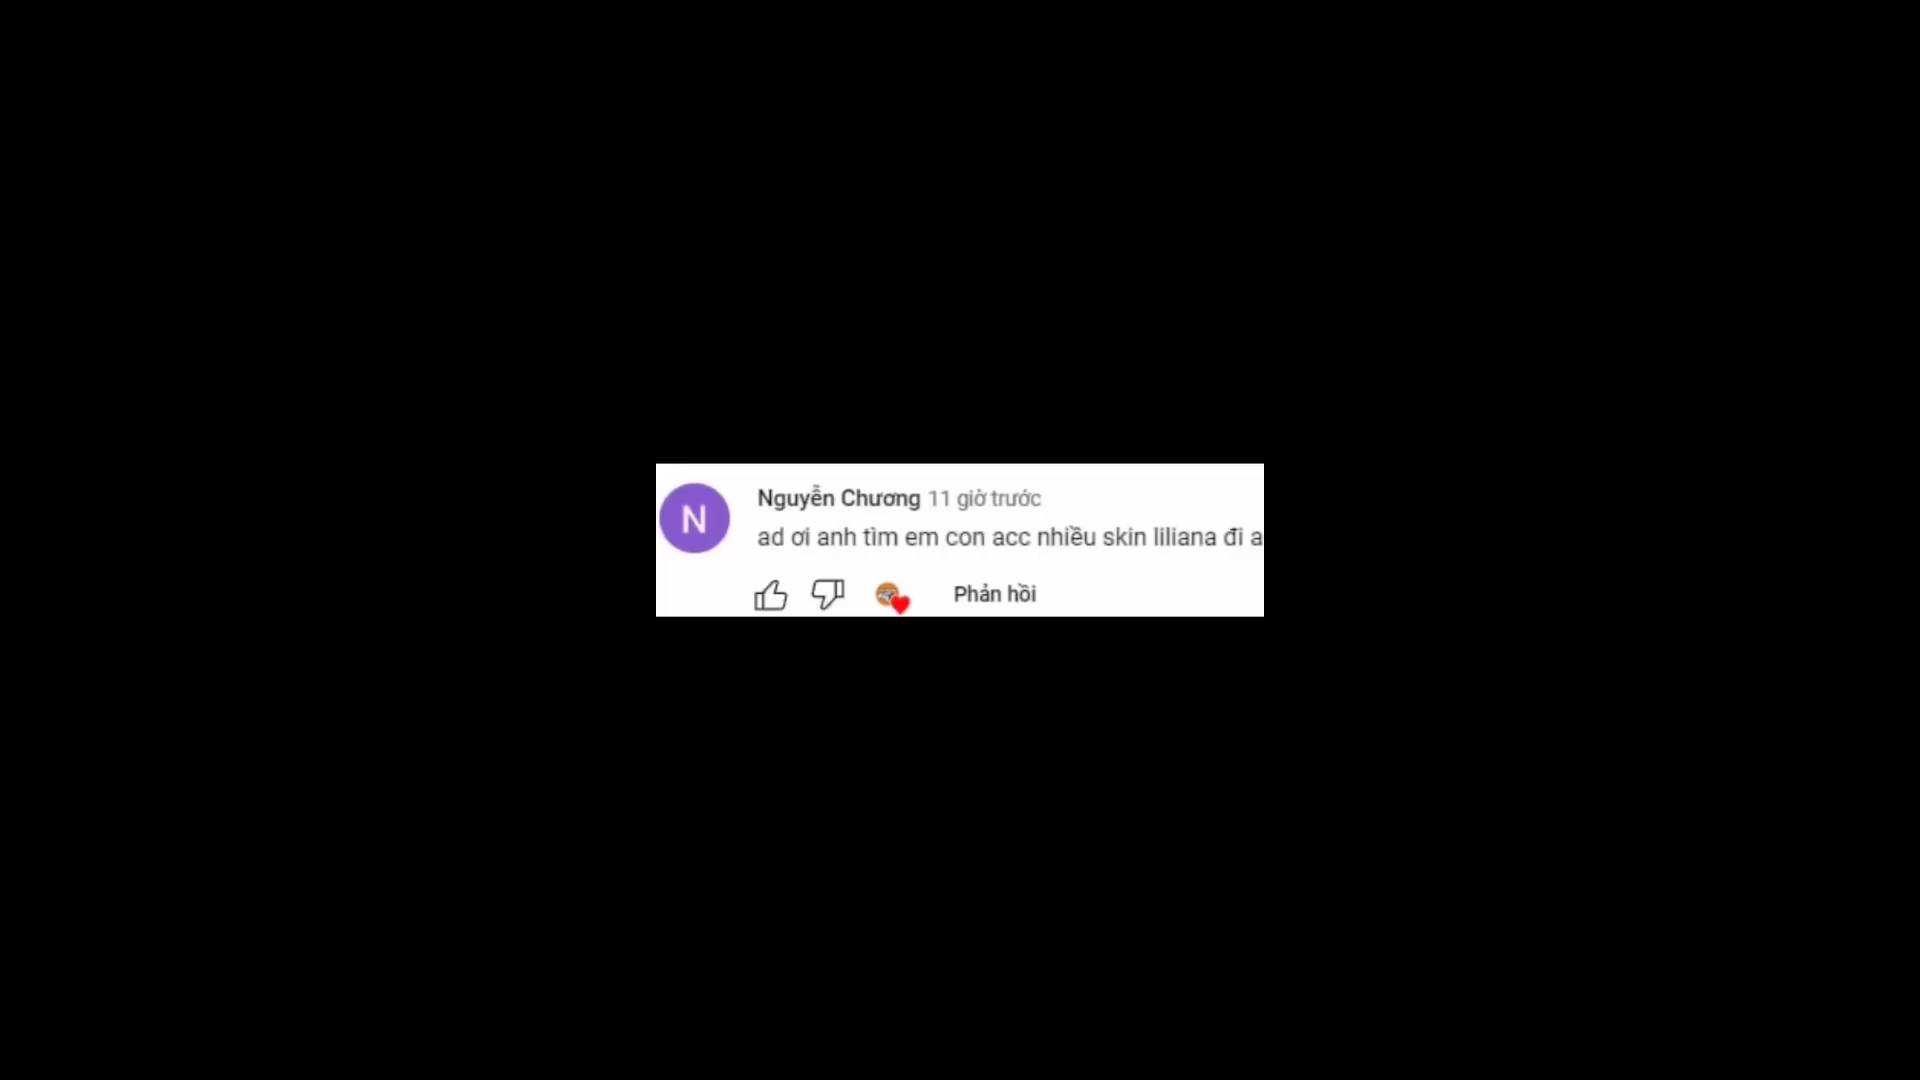 N
Nguyễn Chương 11 giờ trước
ad ơi anh tìm em con acc nhiều skin liliana đi a
Phản hồi